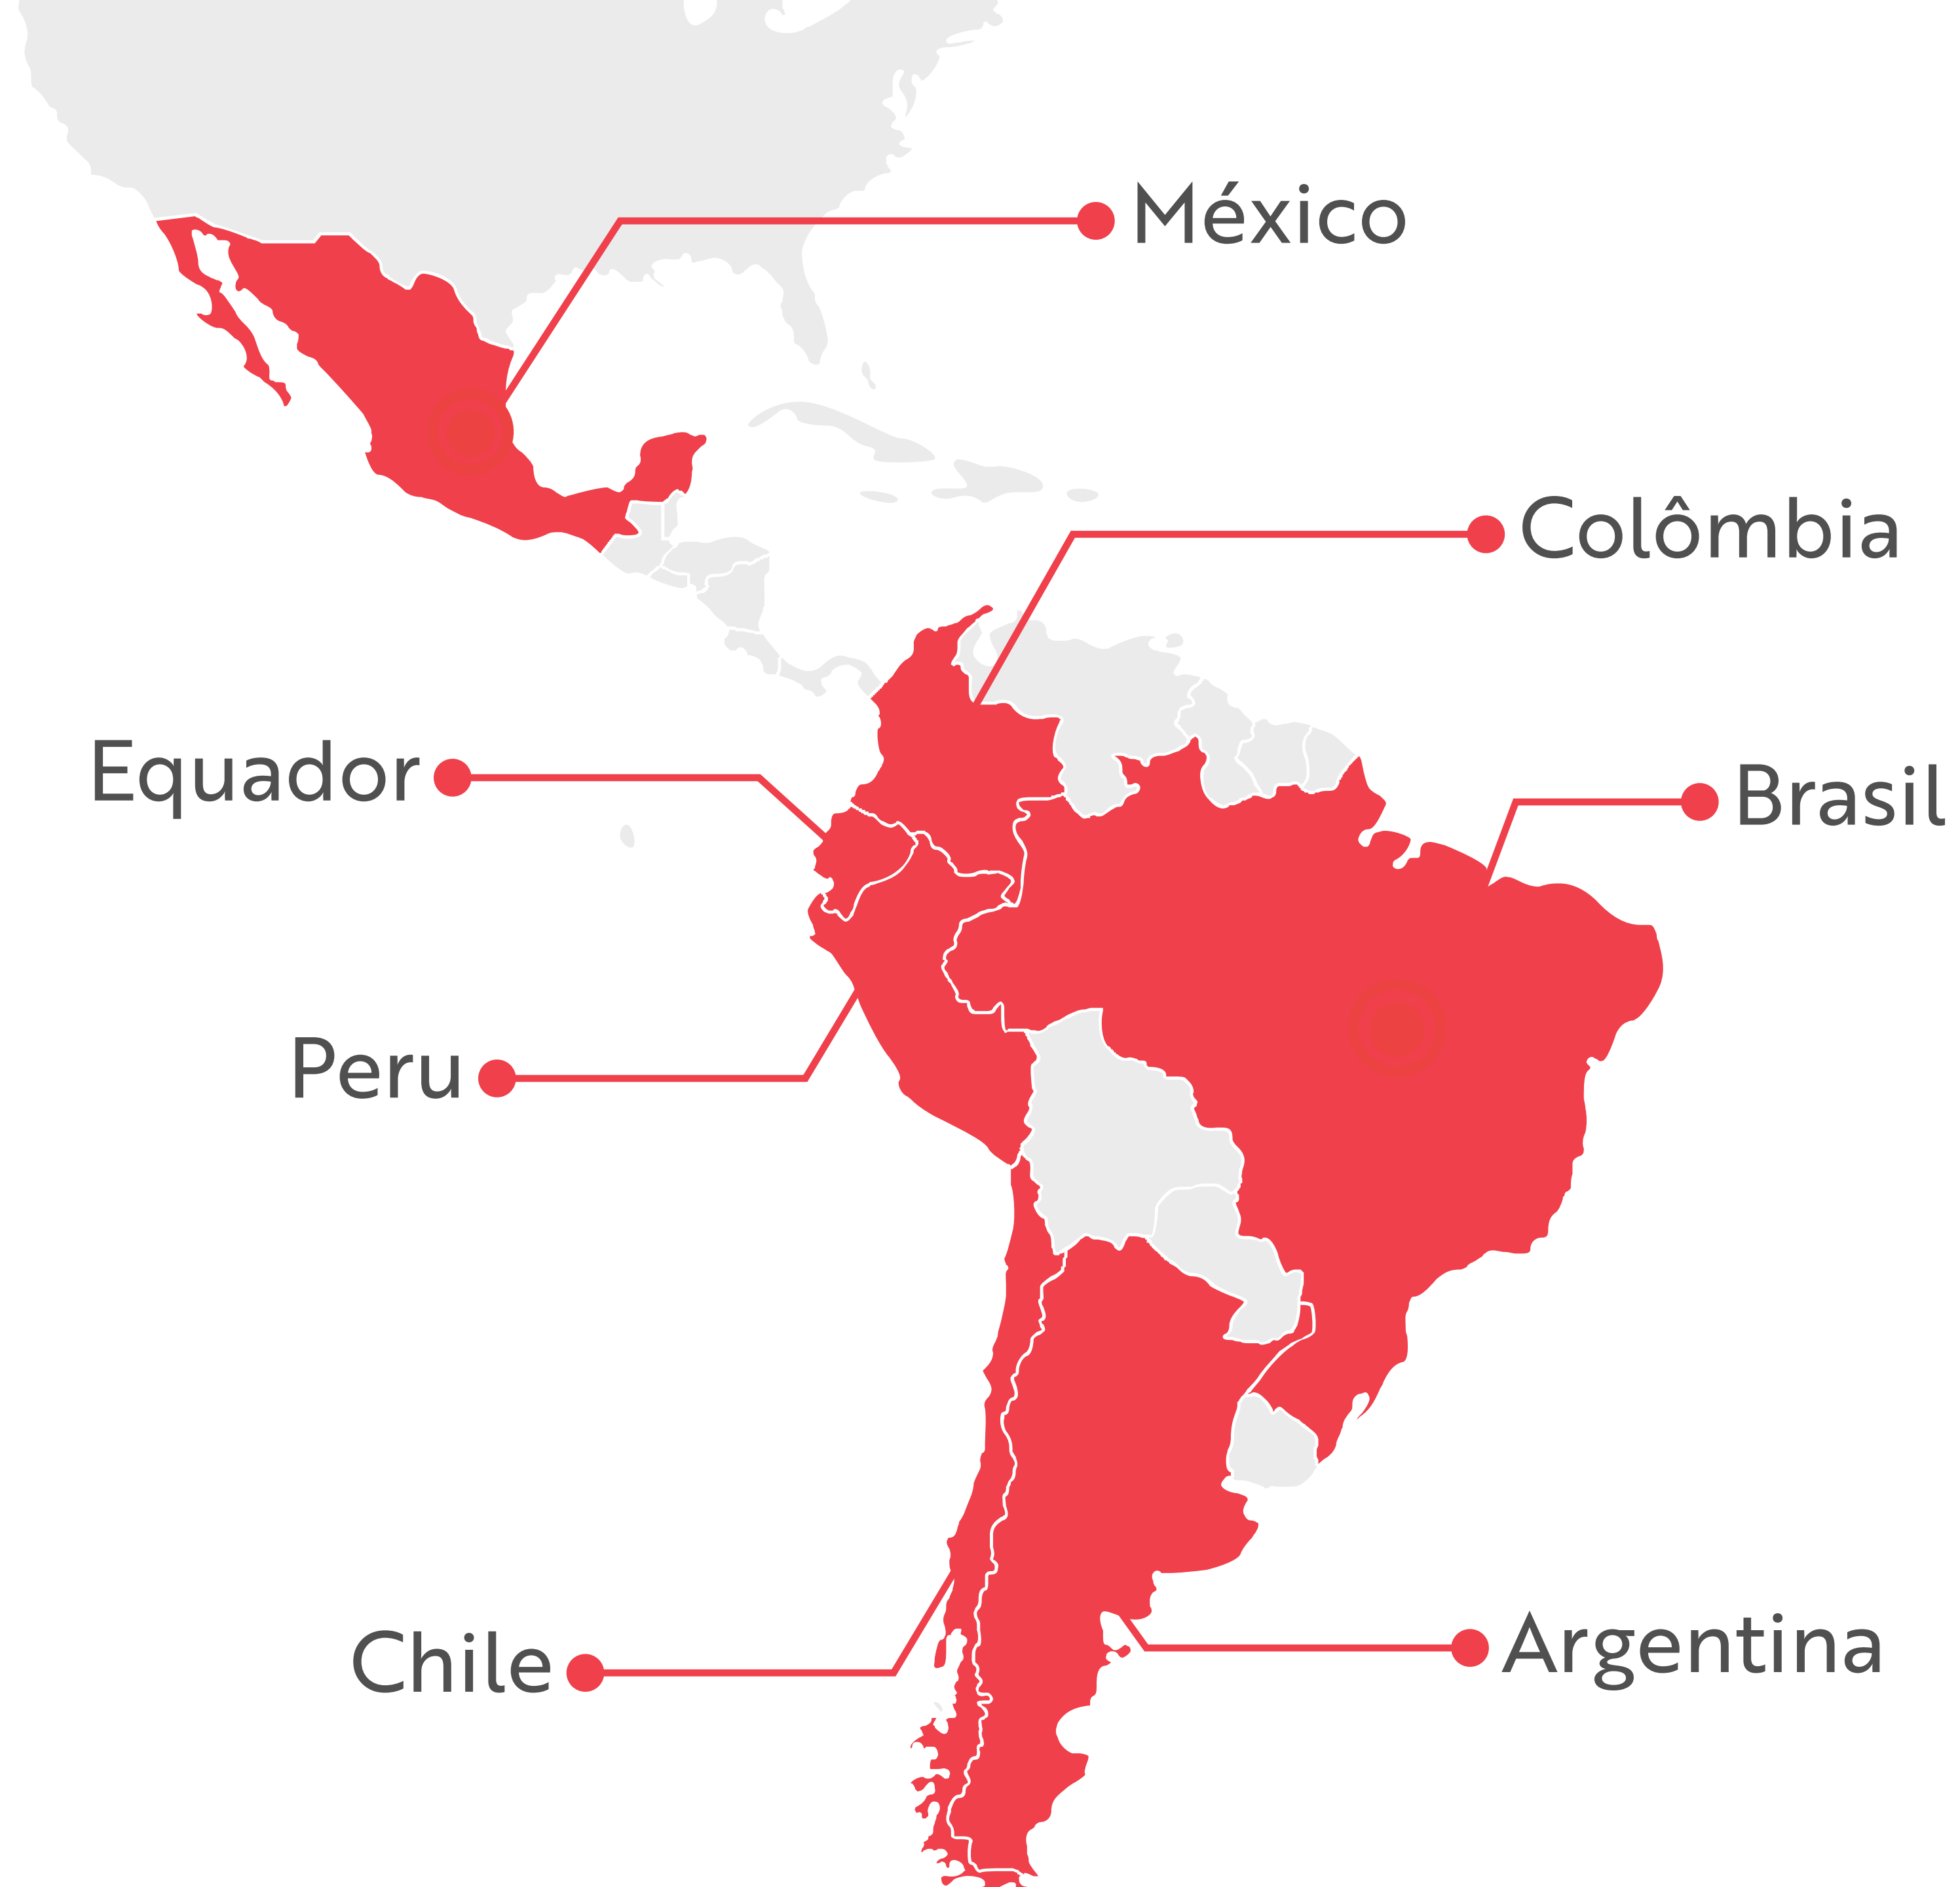 México
Colômbia
Equador
Brasil
Peru
Argentina
Chile